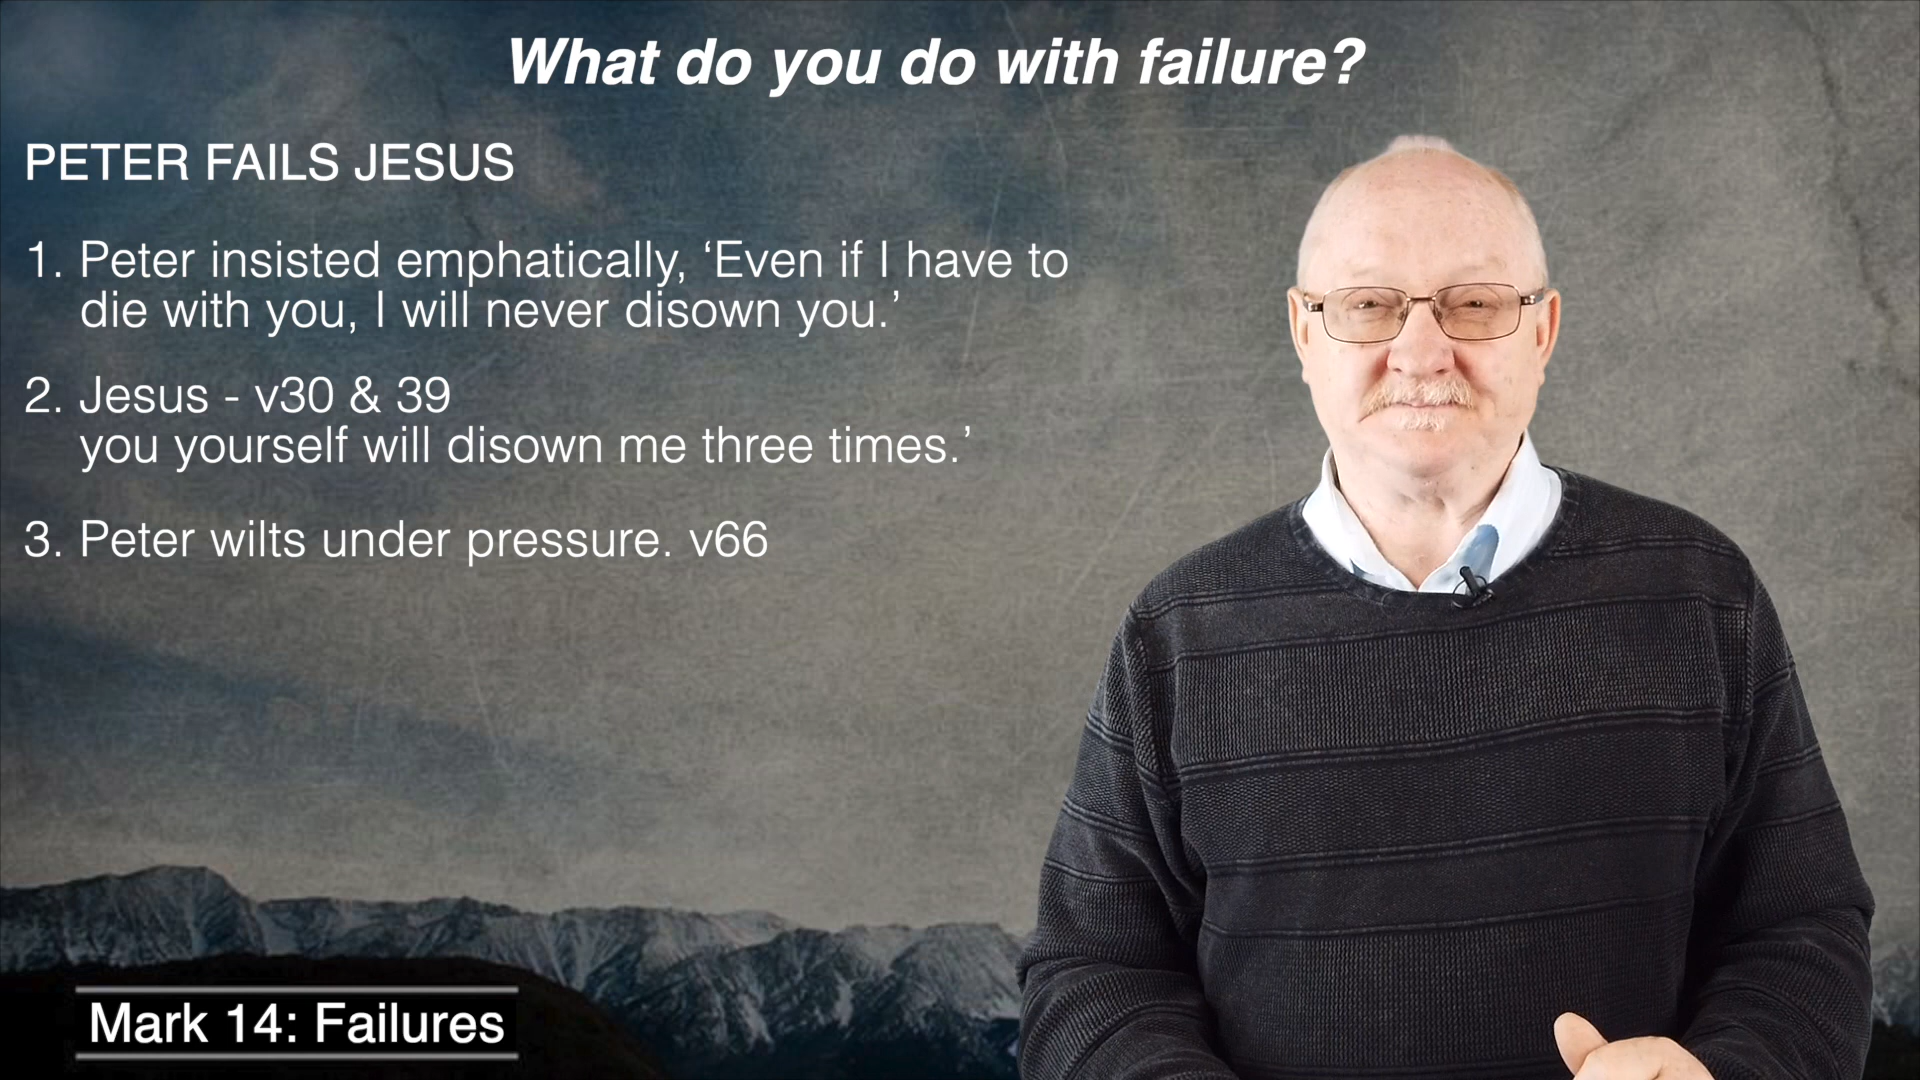 What do you do with failure?
PETER FAILS JESUS
1. Peter insisted emphatically, ‘Even if I have to
die with you, I will never disown you.’
2. Jesus - v30 & 39
you yourself will disown me three times.’
3. Peter wilts under pressure. v66
Mark 14: Failures